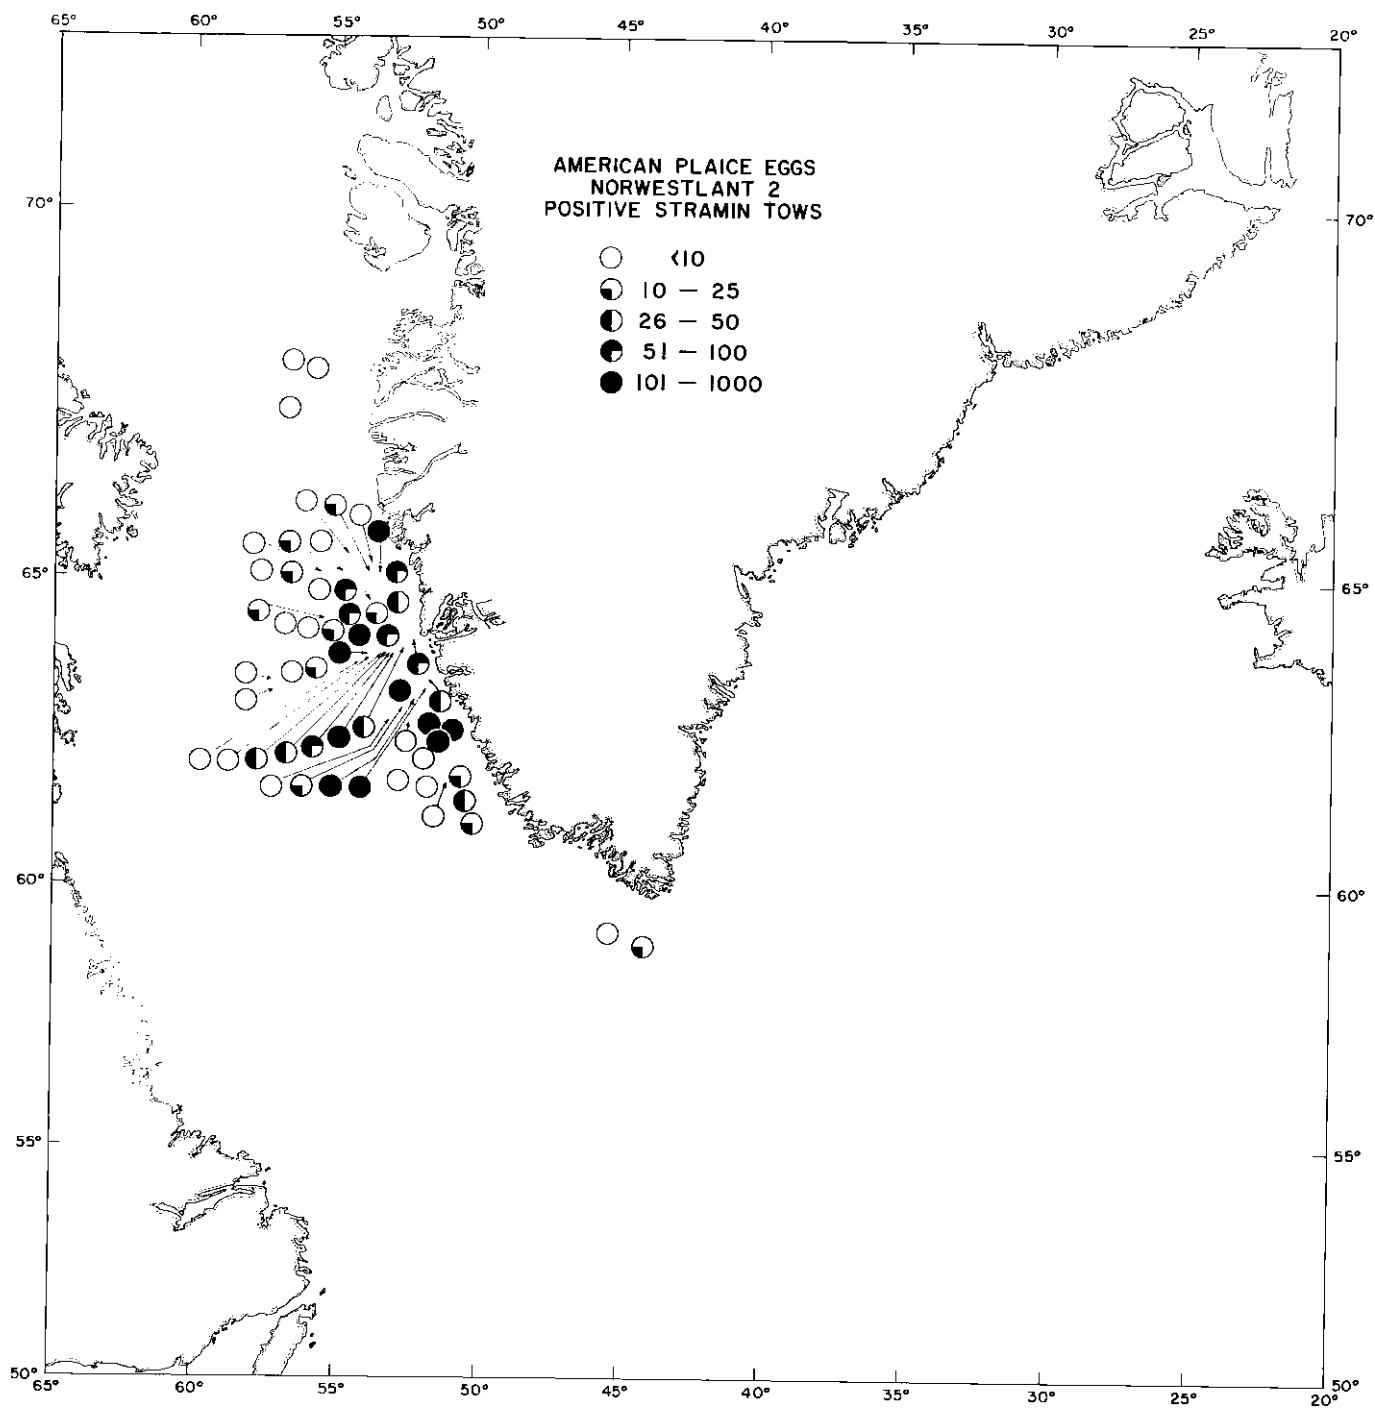 65° 60° 55° 50° 45° 40° 35° 30° 25° 20°
AMERICAN PLAICE EGGS
NORWESTLANT 2
POSITIVE STRAMIN TOWS
70° 70°
<10
10 — 25
26 — 50
51 — 100
101 — 1000
65° 65°
60° 60°
55° 55°
50° 50°
65° 60° 55° 50° 45° 40° 35° 30° 25° 20°